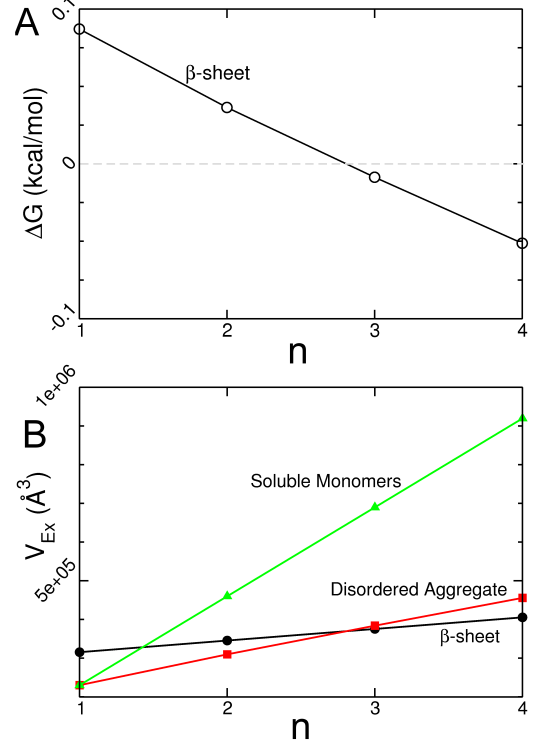 A
0.1
β-sheet
ΔG (kcal/mol)
0
-0.1
1 2 3 4
n
B
1e+06
Soluble Monomers
V_Ex (Å^3)
5e+05
Disordered Aggregate
β-sheet
1 2 3 4
n